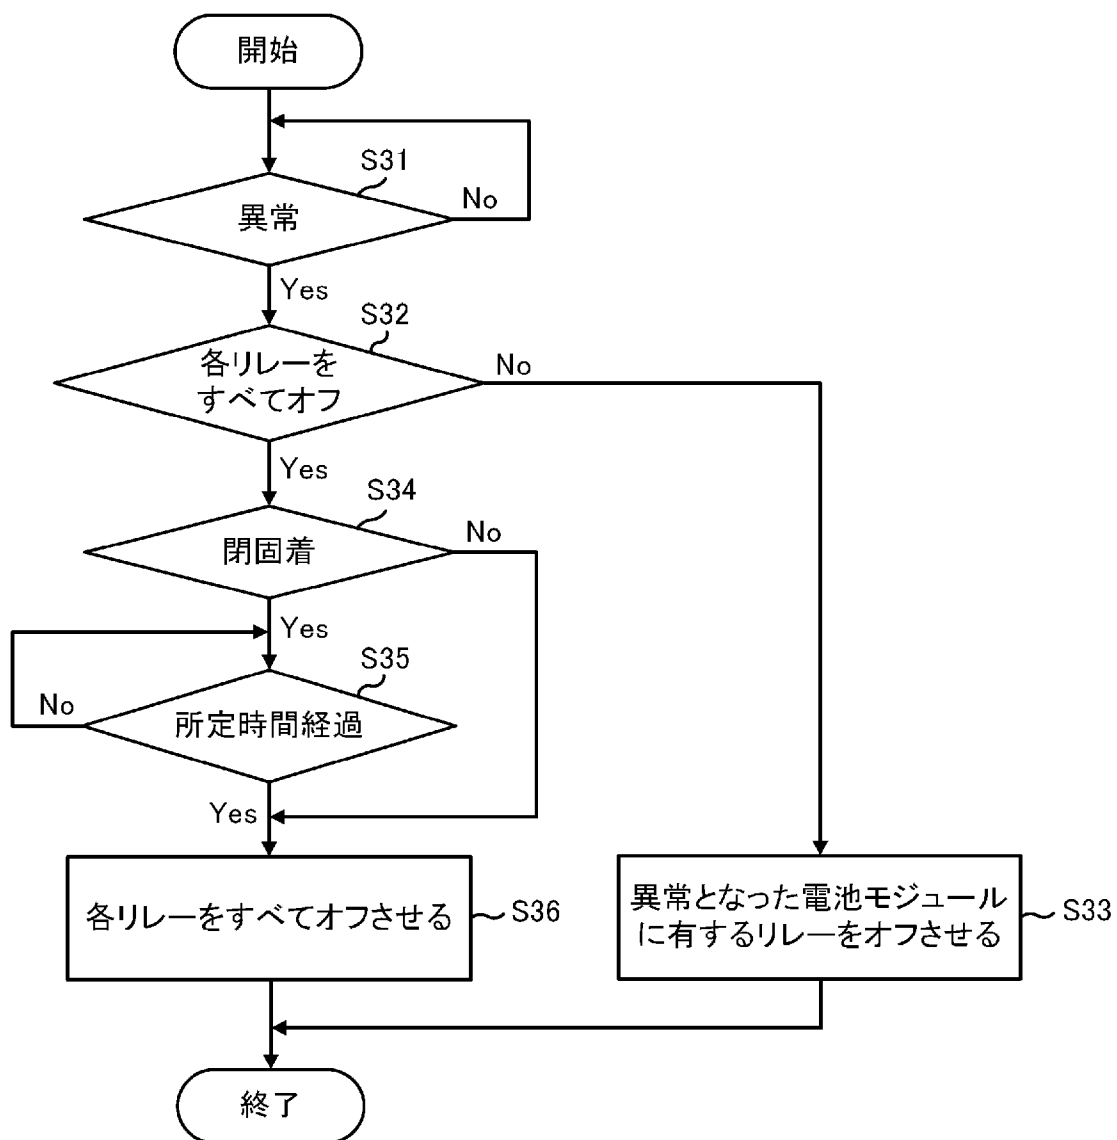 開始
S31
異常
No
Yes
S32
各リレーを
すべてオフ
No
Yes
S34
閉固着
No
Yes
S35
所定時間経過
No
Yes
各リレーをすべてオフさせる
S36
異常となった電池モジュール
に有するリレーをオフさせる
S33
終了